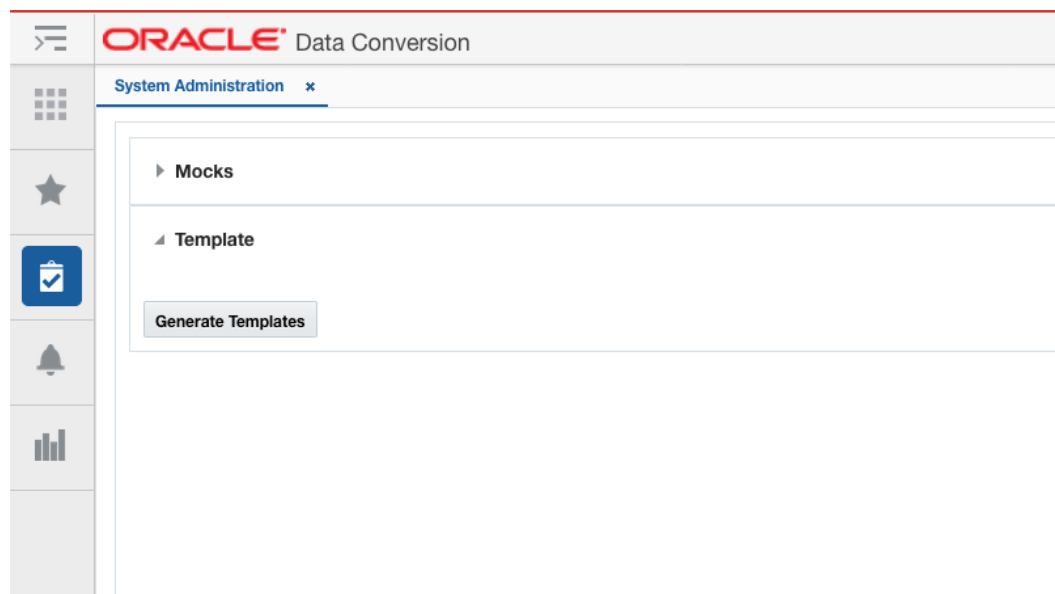 ORACLE Data Conversion
System Administration ×
Mocks
Template
Generate Templates